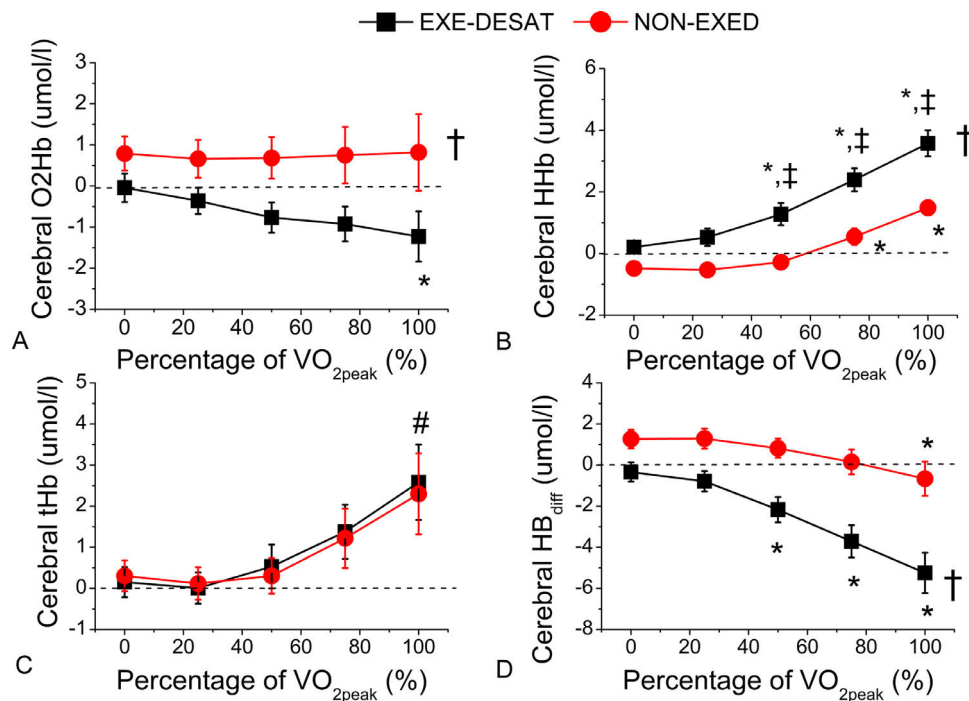 EXE-DESAT NON-EXED
Cerebral O2Hb (umol/l)
3
2
1
0
-1
-2
-3
†
*
0 20 40 60 80 100
A
Percentage of VO2peak (%)
Cerebral HHb (umol/l)
6
4
2
0
-2
*,‡ *,‡ *,‡ †
* *
0 20 40 60 80 100
B
Percentage of VO2peak (%)
Cerebral tHb (umol/l)
5
4
3
2
1
0
-1
#
0 20 40 60 80 100
C
Percentage of VO2peak (%)
Cerebral HBdiff (umol/l)
4
2
0
-2
-4
-6
-8
*
* * * †
0 20 40 60 80 100
D
Percentage of VO2peak (%)